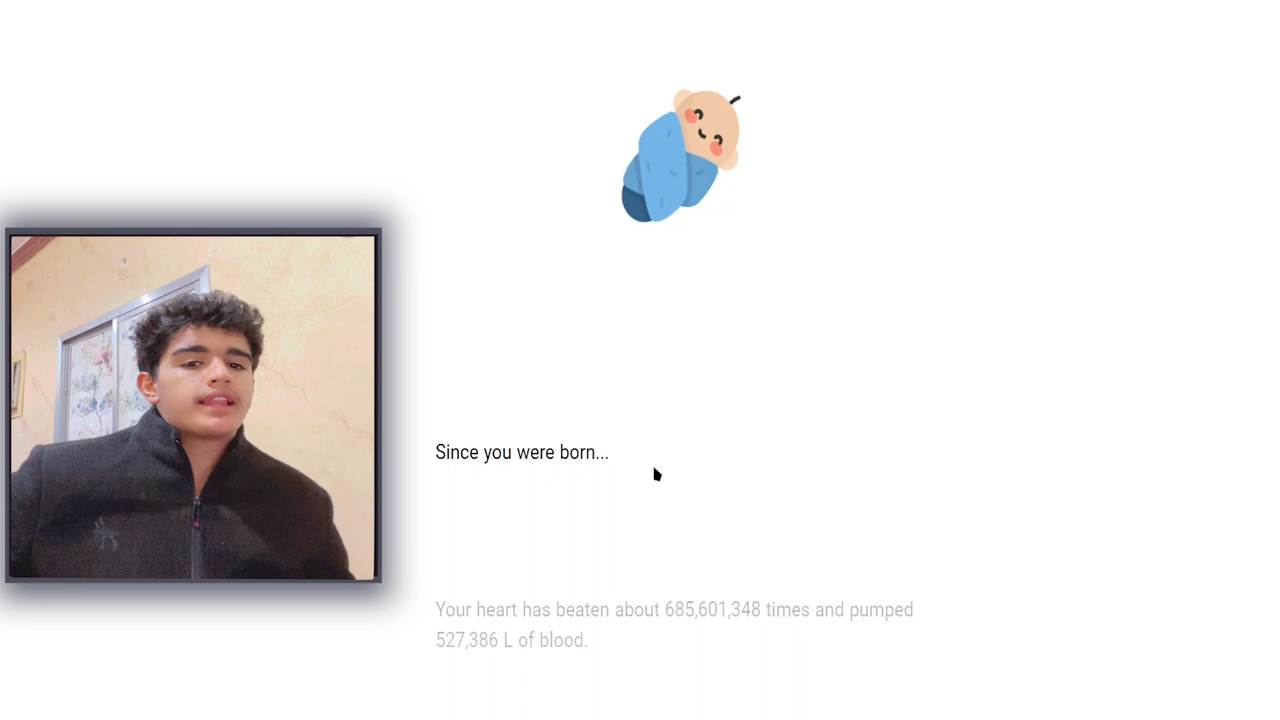 Since you were born...
Your heart has beaten about 685,601,348 times and pumped
527,386 L of blood.